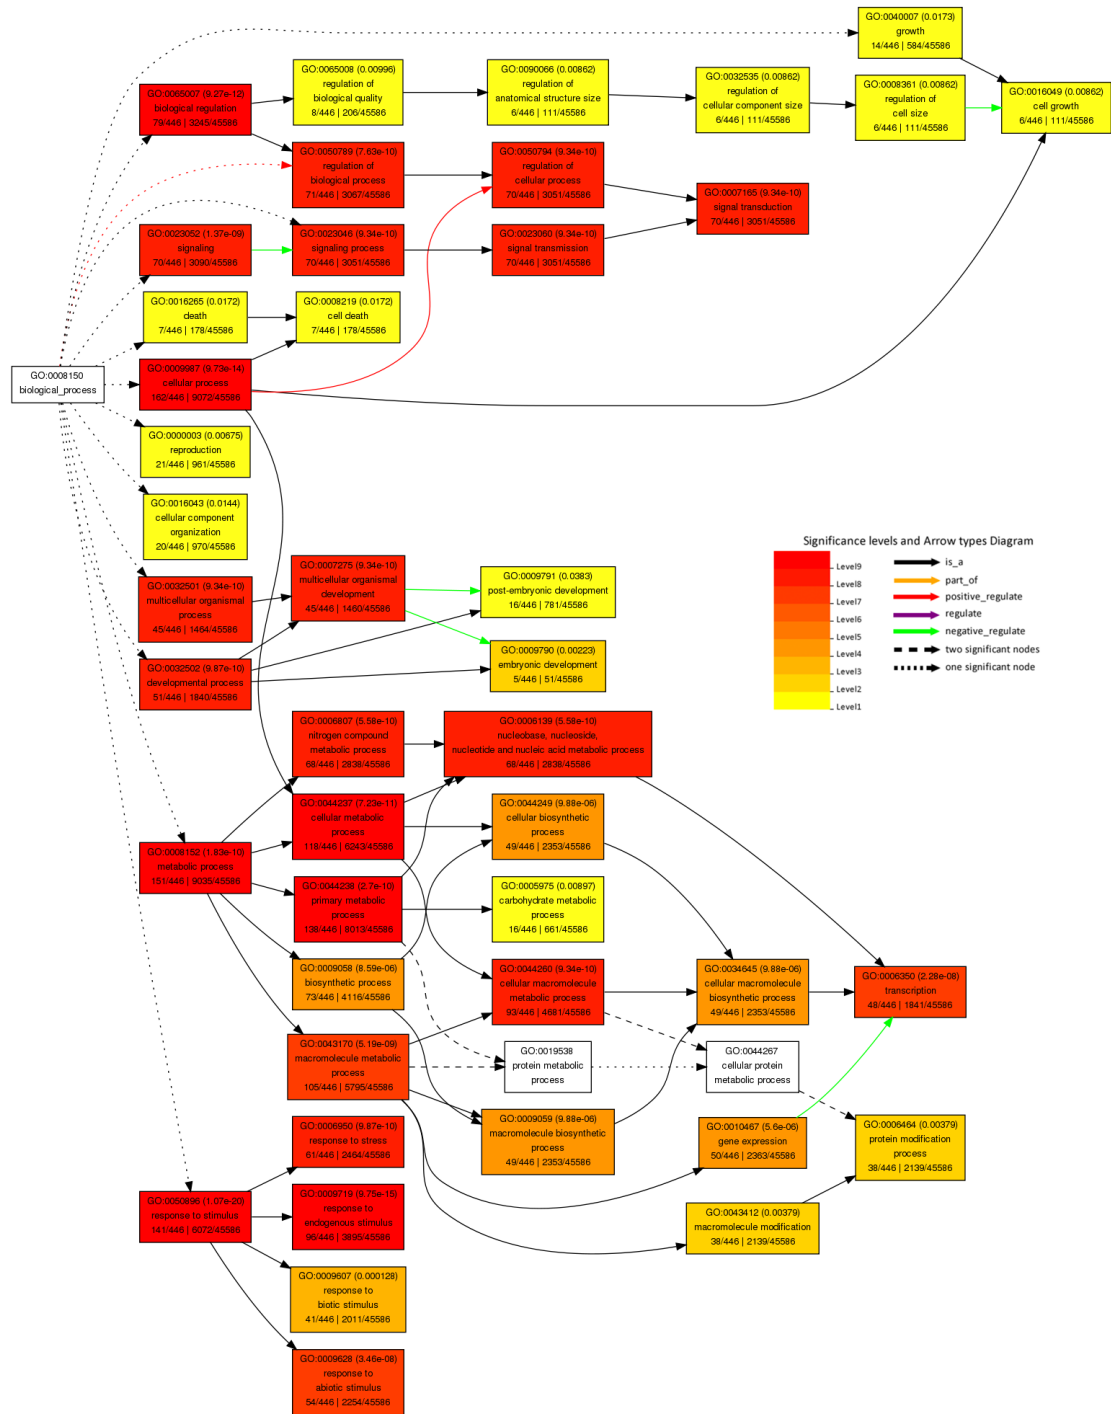 GO:0040007 (0.0173)
growth
14/446 | 584/45586
GO:0065007 (9.27e-12)
biological regulation
79/446 | 3245/45586
GO:0065008 (0.00996)
regulation of
biological quality
8/446 | 206/45586
GO:0090066 (0.00862)
regulation of
anatomical structure size
6/446 | 111/45586
GO:0032535 (0.00862)
regulation of
cellular component size
6/446 | 111/45586
GO:0008361 (0.00862)
regulation of
cell size
6/446 | 111/45586
GO:0016049 (0.00862)
cell growth
6/446 | 111/45586
GO:0050789 (7.63e-10)
regulation of
biological process
71/446 | 3067/45586
GO:0050794 (9.34e-10)
regulation of
cellular process
70/446 | 3051/45586
GO:0007165 (9.34e-10)
signal transduction
70/446 | 3051/45586
GO:0023052 (1.37e-09)
signaling
70/446 | 3090/45586
GO:0023046 (9.34e-10)
signaling process
70/446 | 3051/45586
GO:0023060 (9.34e-10)
signal transmission
70/446 | 3051/45586
GO:0016265 (0.0172)
death
7/446 | 178/45586
GO:0008219 (0.0172)
cell death
7/446 | 178/45586
GO:0008150
biological_process
GO:0009987 (9.73e-14)
cellular process
162/446 | 9072/45586
GO:0000003 (0.00675)
reproduction
21/446 | 961/45586
GO:0016043 (0.0144)
cellular component
organization
20/446 | 970/45586
Significance levels and Arrow types Diagram
Level9
Level8
Level7
Level6
Level5
Level4
Level3
Level2
Level1
is_a
part_of
positive_regulate
regulate
negative_regulate
two significant nodes
one significant node
GO:0032501 (9.34e-10)
multicellular organismal
process
45/446 | 1464/45586
GO:0007275 (9.34e-10)
multicellular organismal
development
45/446 | 1460/45586
GO:0009791 (0.0383)
post-embryonic development
16/446 | 781/45586
GO:0032502 (9.87e-10)
developmental process
51/446 | 1840/45586
GO:0009790 (0.00223)
embryonic development
5/446 | 51/45586
GO:0006807 (5.58e-10)
nitrogen compound
metabolic process
68/446 | 2838/45586
GO:0006139 (5.58e-10)
nucleobase, nucleoside,
nucleotide and nucleic acid metabolic process
68/446 | 2838/45586
GO:0044237 (7.23e-11)
cellular metabolic
process
118/446 | 6243/45586
GO:0044249 (9.88e-06)
cellular biosynthetic
process
49/446 | 2353/45586
GO:0008152 (1.83e-10)
metabolic process
151/446 | 9035/45586
GO:0044238 (2.7e-10)
primary metabolic
process
138/446 | 8013/45586
GO:0005975 (0.00897)
carbohydrate metabolic
process
16/446 | 661/45586
GO:0009058 (8.59e-06)
biosynthetic process
73/446 | 4116/45586
GO:0044260 (9.34e-10)
cellular macromolecule
metabolic process
93/446 | 4681/45586
GO:0034645 (9.88e-06)
cellular macromolecule
biosynthetic process
49/446 | 2353/45586
GO:0006350 (2.28e-08)
transcription
48/446 | 1841/45586
GO:0043170 (5.19e-09)
macromolecule metabolic
process
105/446 | 5795/45586
GO:0019538
protein metabolic
process
GO:0044267
cellular protein
metabolic process
GO:0009059 (9.88e-06)
macromolecule biosynthetic
process
49/446 | 2353/45586
GO:0010467 (5.6e-06)
gene expression
50/446 | 2363/45586
GO:0006464 (0.00379)
protein modification
process
38/446 | 2139/45586
GO:0006950 (9.87e-10)
response to stress
61/446 | 2464/45586
GO:0050896 (1.07e-20)
response to stimulus
141/446 | 6072/45586
GO:0009719 (9.75e-15)
response to
endogenous stimulus
96/446 | 3895/45586
GO:0043412 (0.00379)
macromolecule modification
38/446 | 2139/45586
GO:0009607 (0.000128)
response to
biotic stimulus
41/446 | 2011/45586
GO:0009628 (3.46e-08)
response to
abiotic stimulus
54/446 | 2254/45586